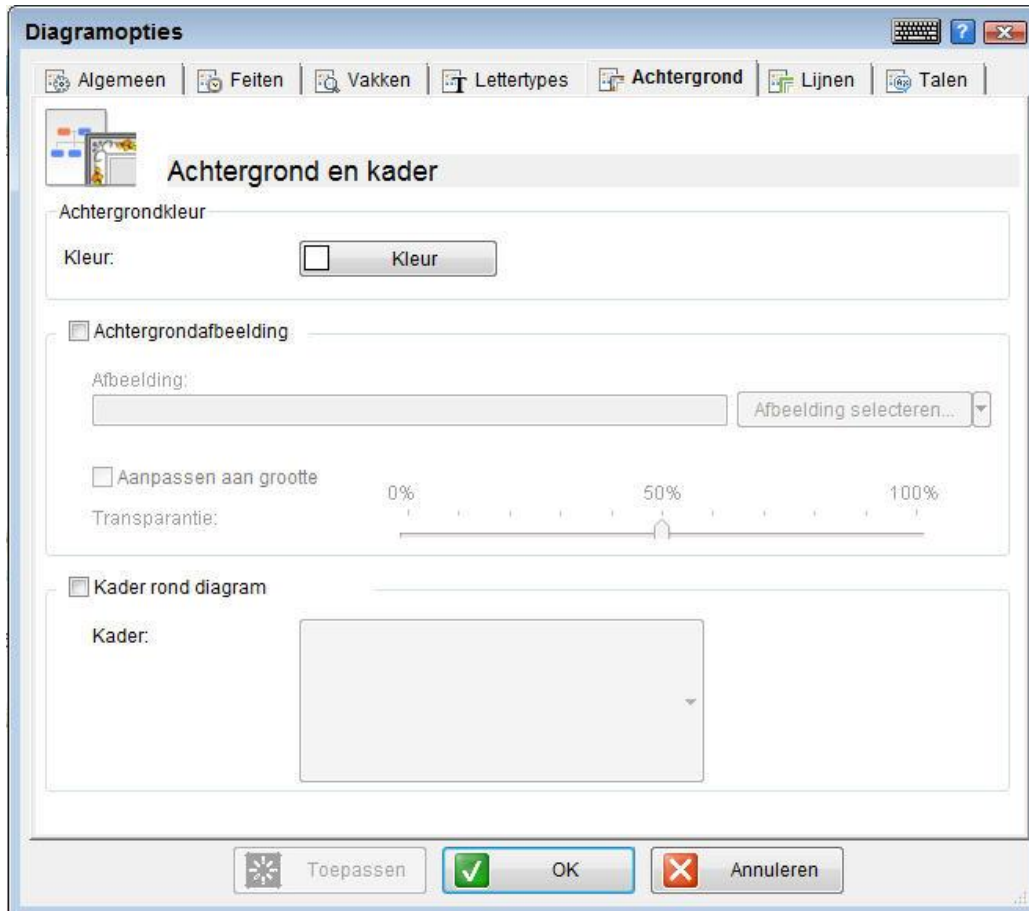 Diagramopties
Algemeen Feiten Vakken Lettertypes Achtergrond Lijnen Talen
Achtergrond en kader
Achtergrondkleur
Kleur: Kleur
Achtergrondafbeelding
Afbeelding:
Afbeelding selecteren...
Aanpassen aan grootte
0% 50% 100%
Transparantie:
Kader rond diagram
Kader:
Toepassen OK Annuleren